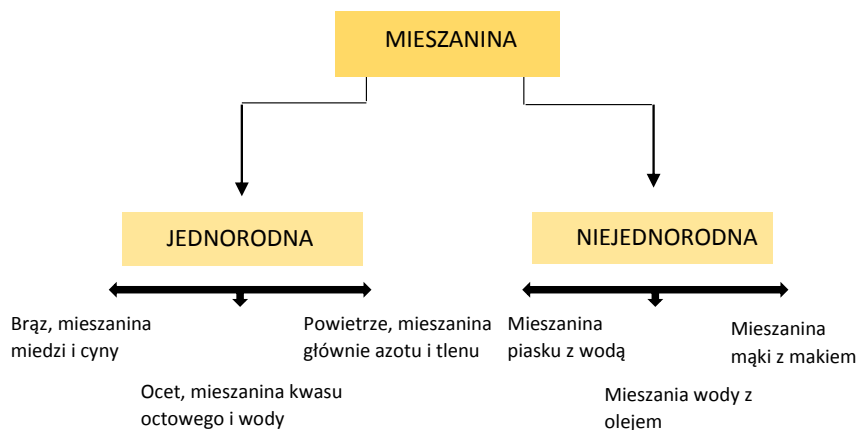 MIESZANINA
JEDNORODNA
NIEJEDNORODNA
Brąz, mieszanina
miedzi i cyny
Ocet, mieszanina kwasu
octowego i wody
Powietrze, mieszanina
głównie azotu i tlenu
Mieszanina
piasku z wodą
Mieszania wody z
olejem
Mieszanina
mąki z makiem